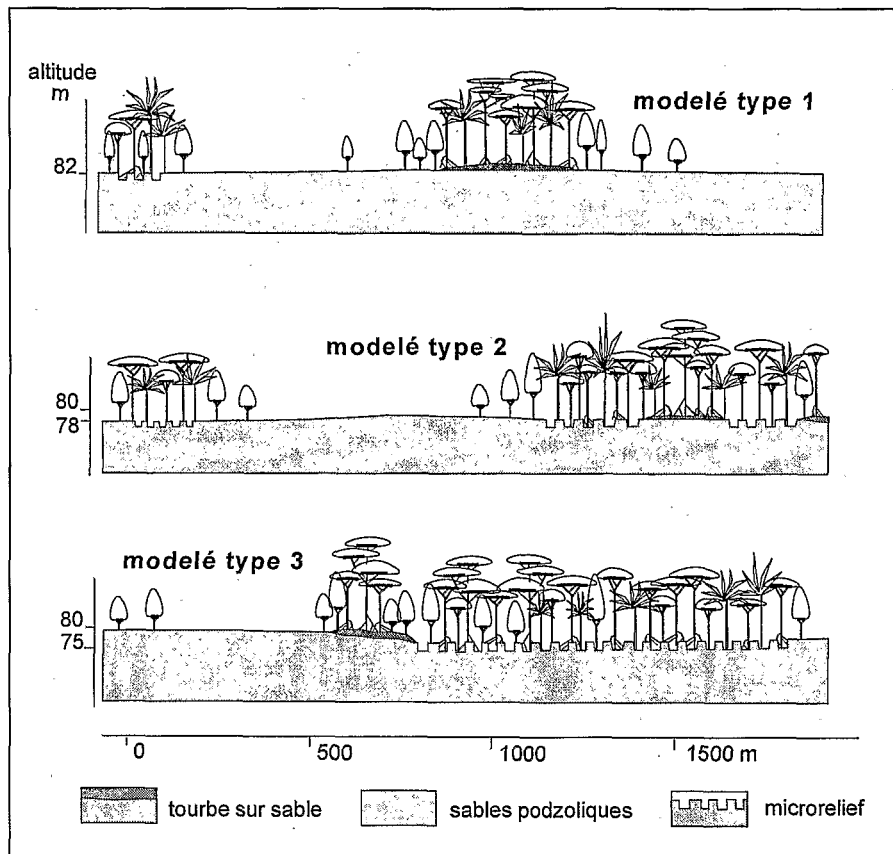 altitude
m
modelé type 1
82
modelé type 2
80
78
modelé type 3
80
75
0 500 1000 1500 m
tourbe sur sable sables podzoliques microrelief